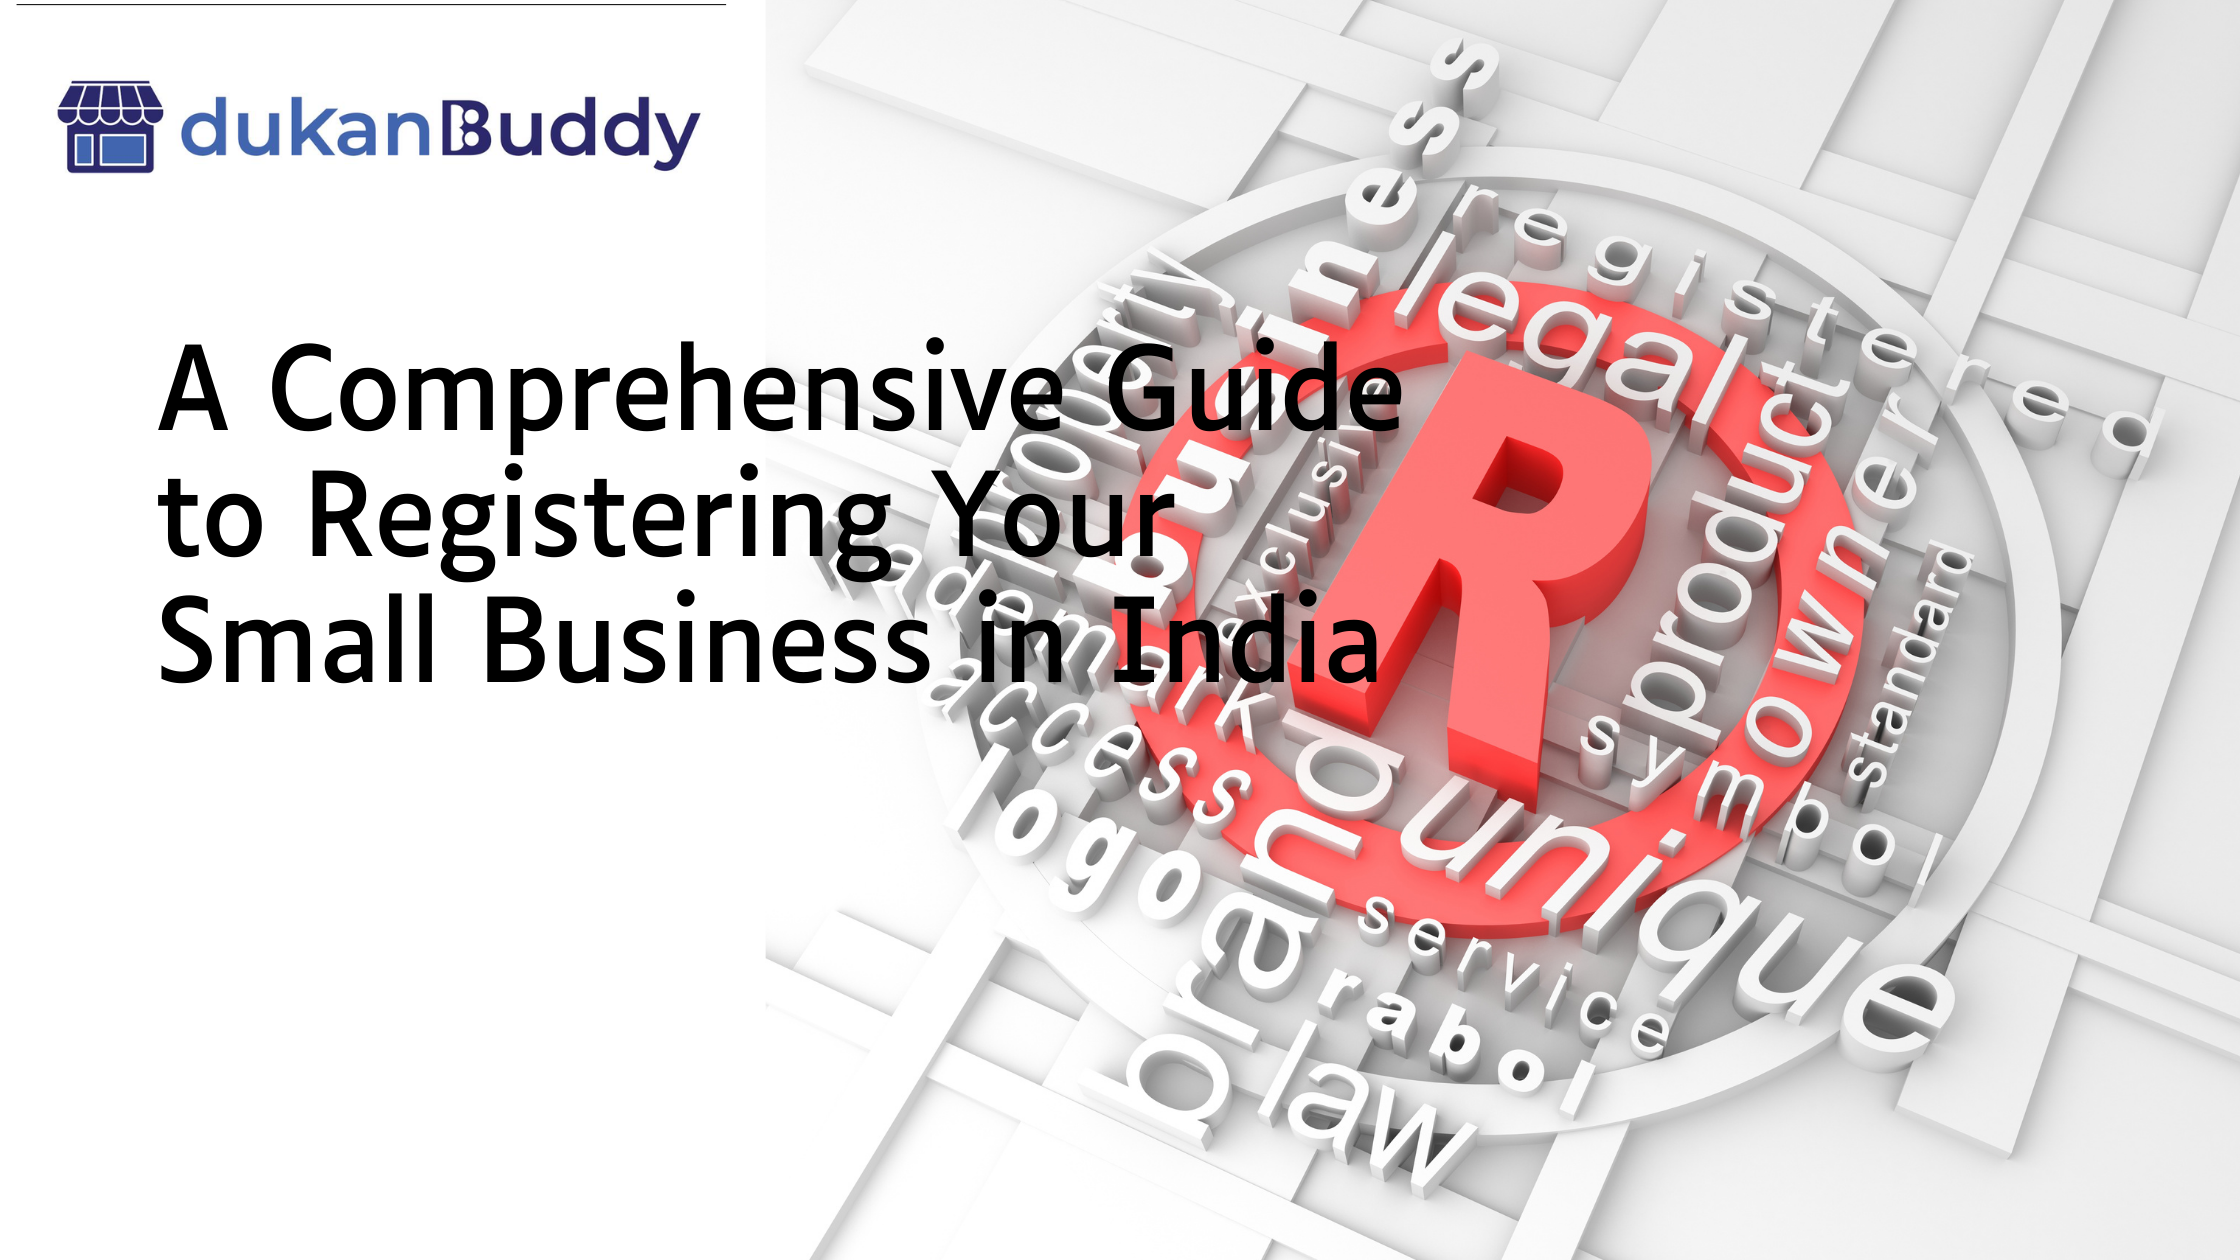 dukanBuddy
A Comprehensive Guide
to Registering Your
Small Business in India
business
registered
legal
property
exclusive
R
product
owner
standard
trademark
access
logo
symbol
unique
brand
service
rabol
law